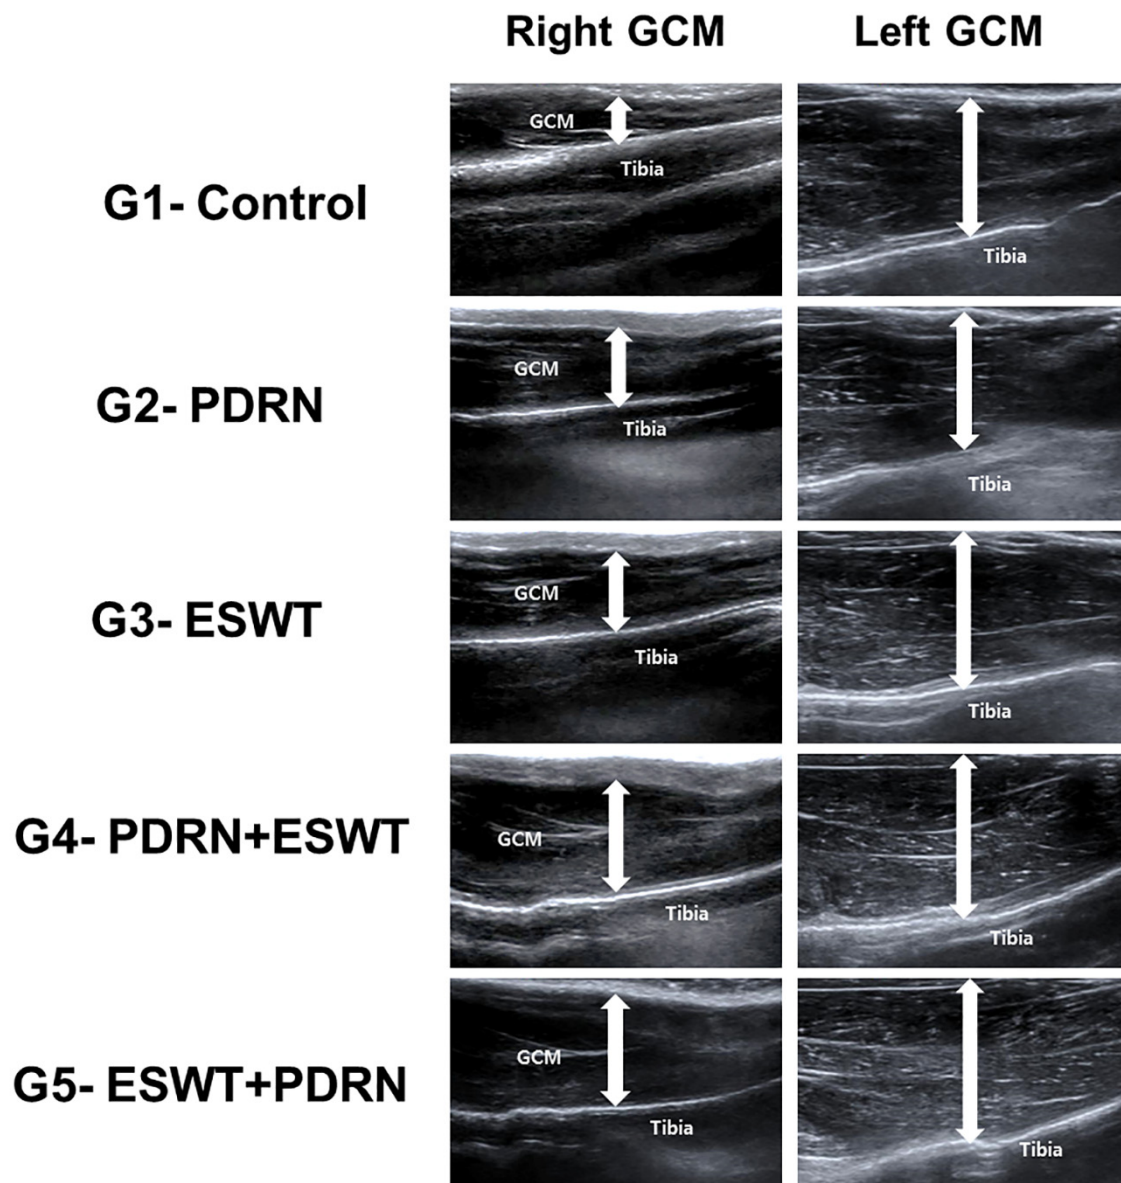 Right GCM Left GCM
G1- Control
GCM
Tibia
Tibia
G2- PDRN
GCM
Tibia
Tibia
G3- ESWT
GCM
Tibia
Tibia
G4- PDRN+ESWT
GCM
Tibia
Tibia
G5- ESWT+PDRN
GCM
Tibia
Tibia